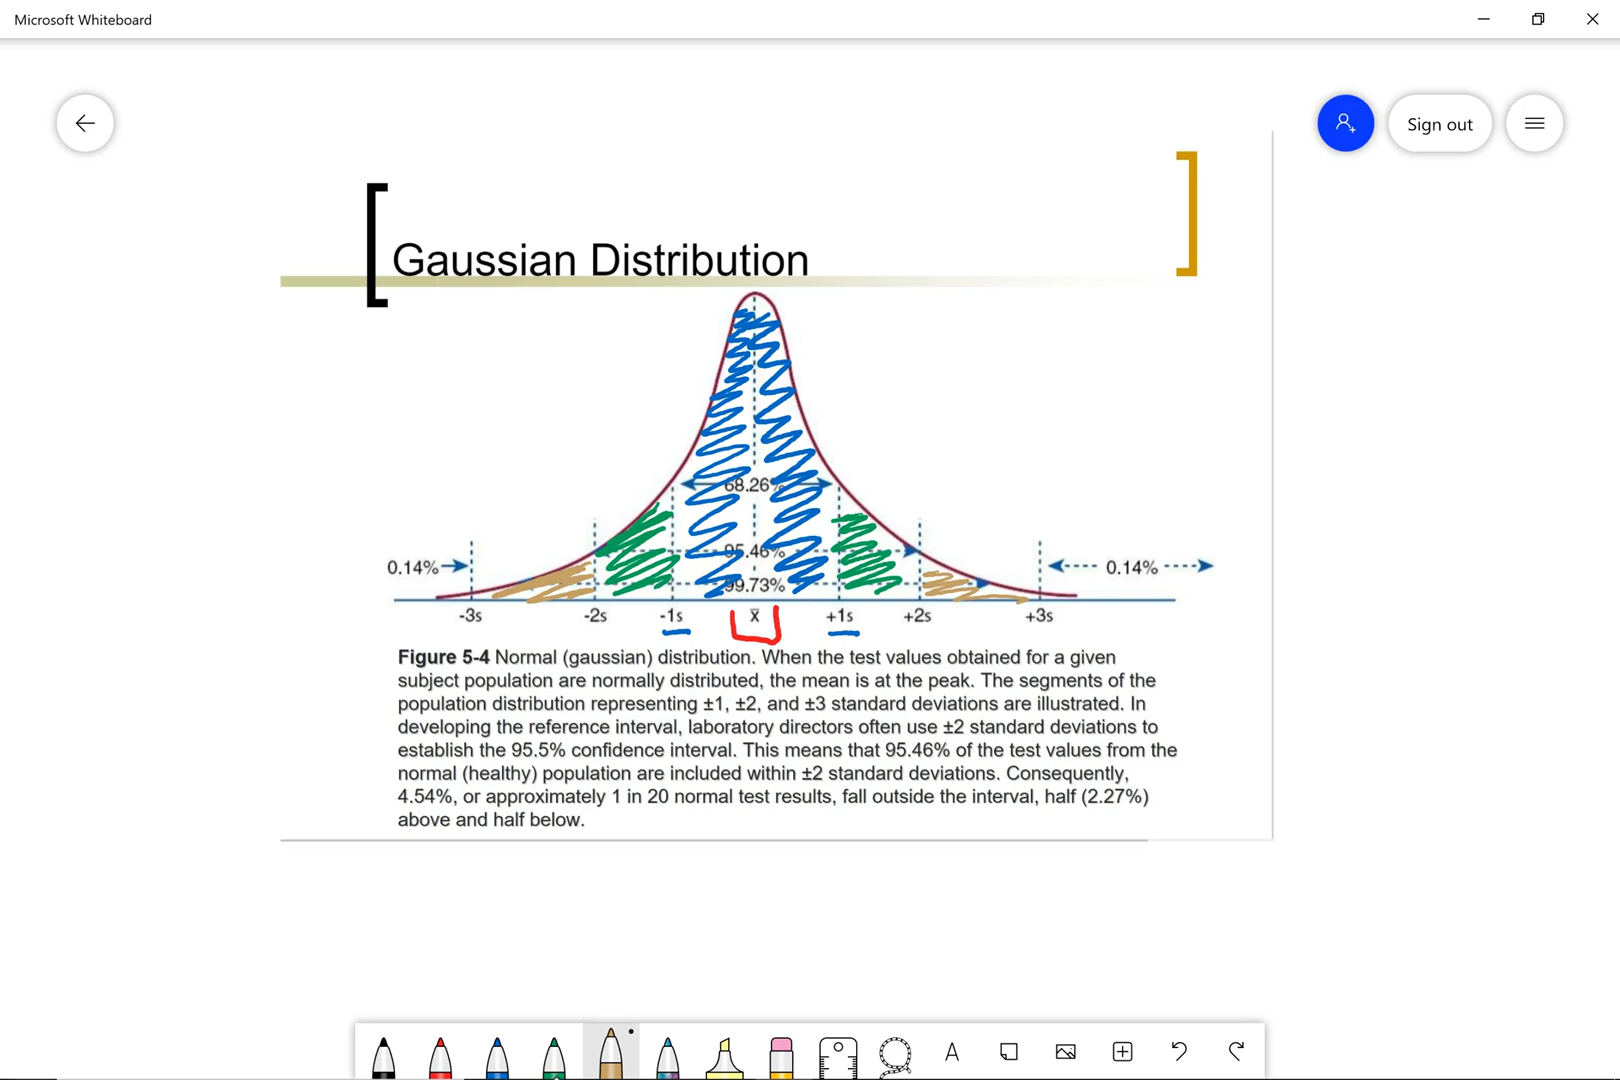 Microsoft Whiteboard
Sign out
Gaussian Distribution
68.26%
95.46%
0.14%
0.14%
99.73%
-3s -2s -1s x̄ +1s +2s +3s
Figure 5-4 Normal (gaussian) distribution. When the test values obtained for a given
subject population are normally distributed, the mean is at the peak. The segments of the
population distribution representing ±1, ±2, and ±3 standard deviations are illustrated. In
developing the reference interval, laboratory directors often use ±2 standard deviations to
establish the 95.5% confidence interval. This means that 95.46% of the test values from the
normal (healthy) population are included within ±2 standard deviations. Consequently,
4.54%, or approximately 1 in 20 normal test results, fall outside the interval, half (2.27%)
above and half below.
A